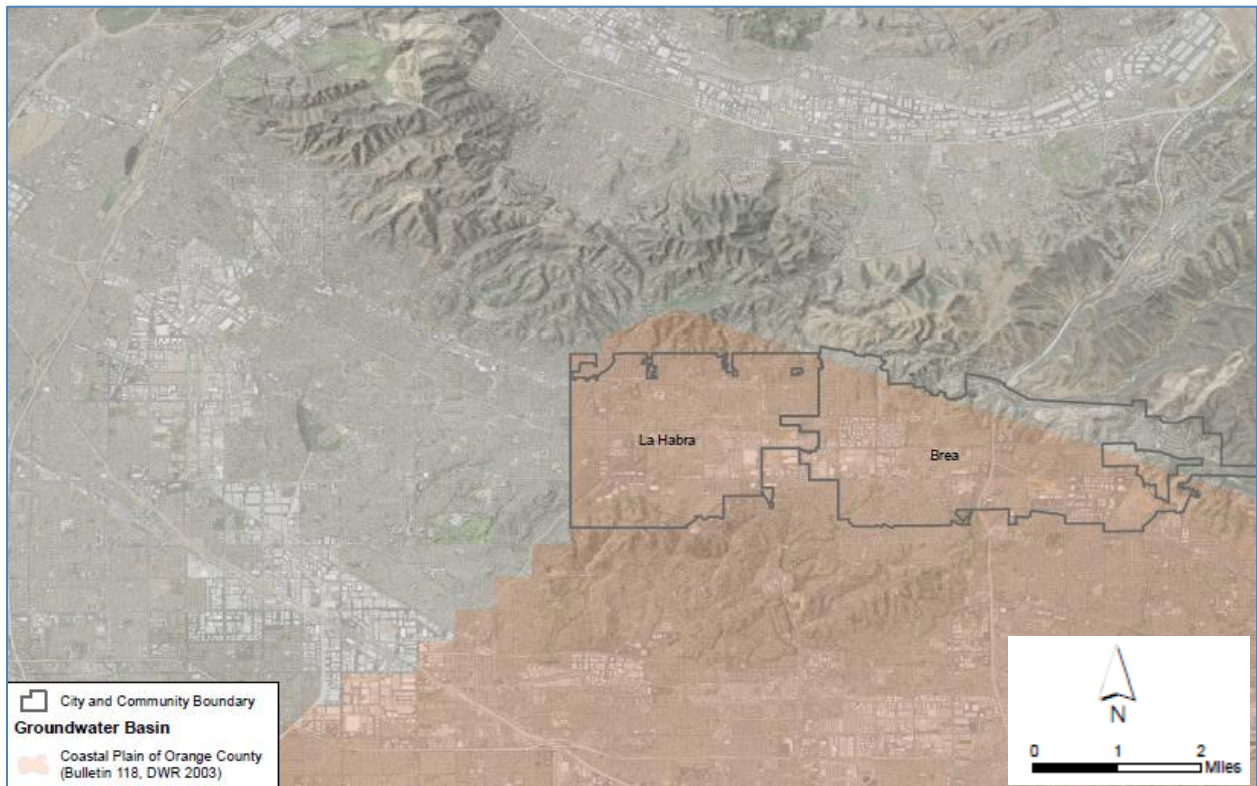 La Habra
Brea
City and Community Boundary
Groundwater Basin
Coastal Plain of Orange County
(Bulletin 118, DWR 2003)
N
0 1 2
Miles